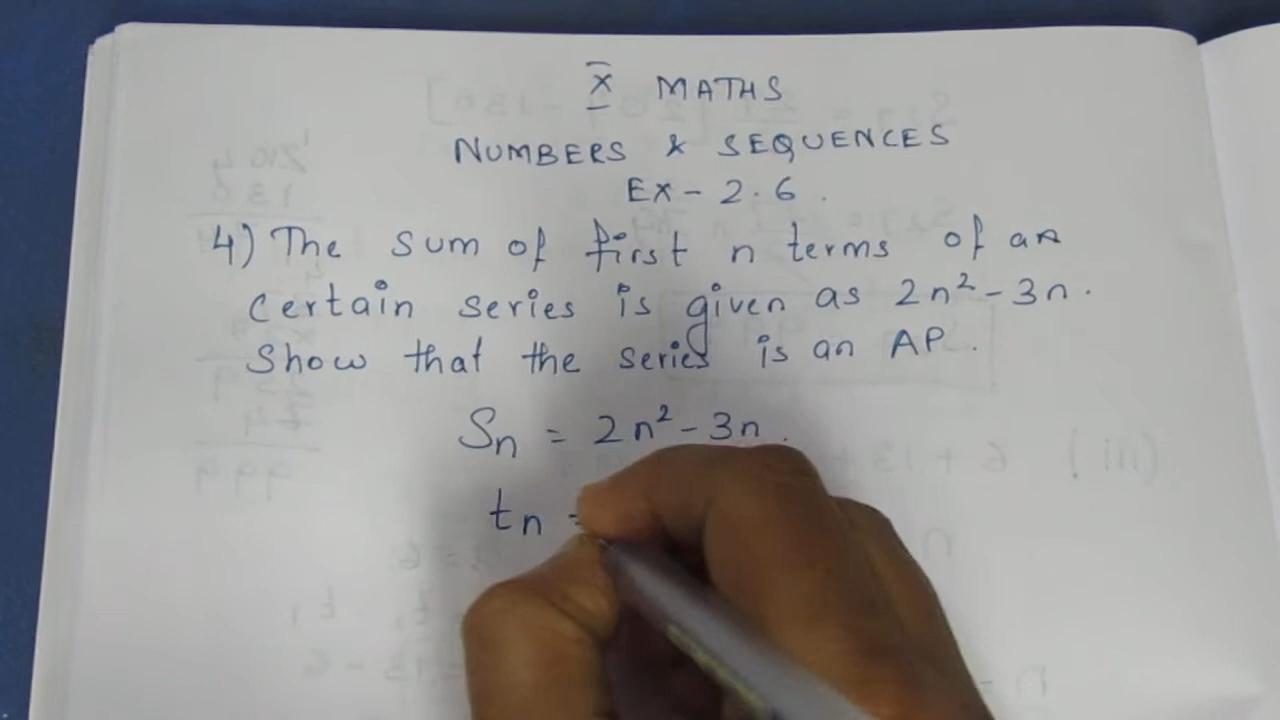 X MATHS
NUMBERS & SEQUENCES
Ex - 2.6.
4) The sum of first n terms of an
certain series is given as 2n² - 3n.
Show that the series is an AP.
Sn = 2n² - 3n.
tn =